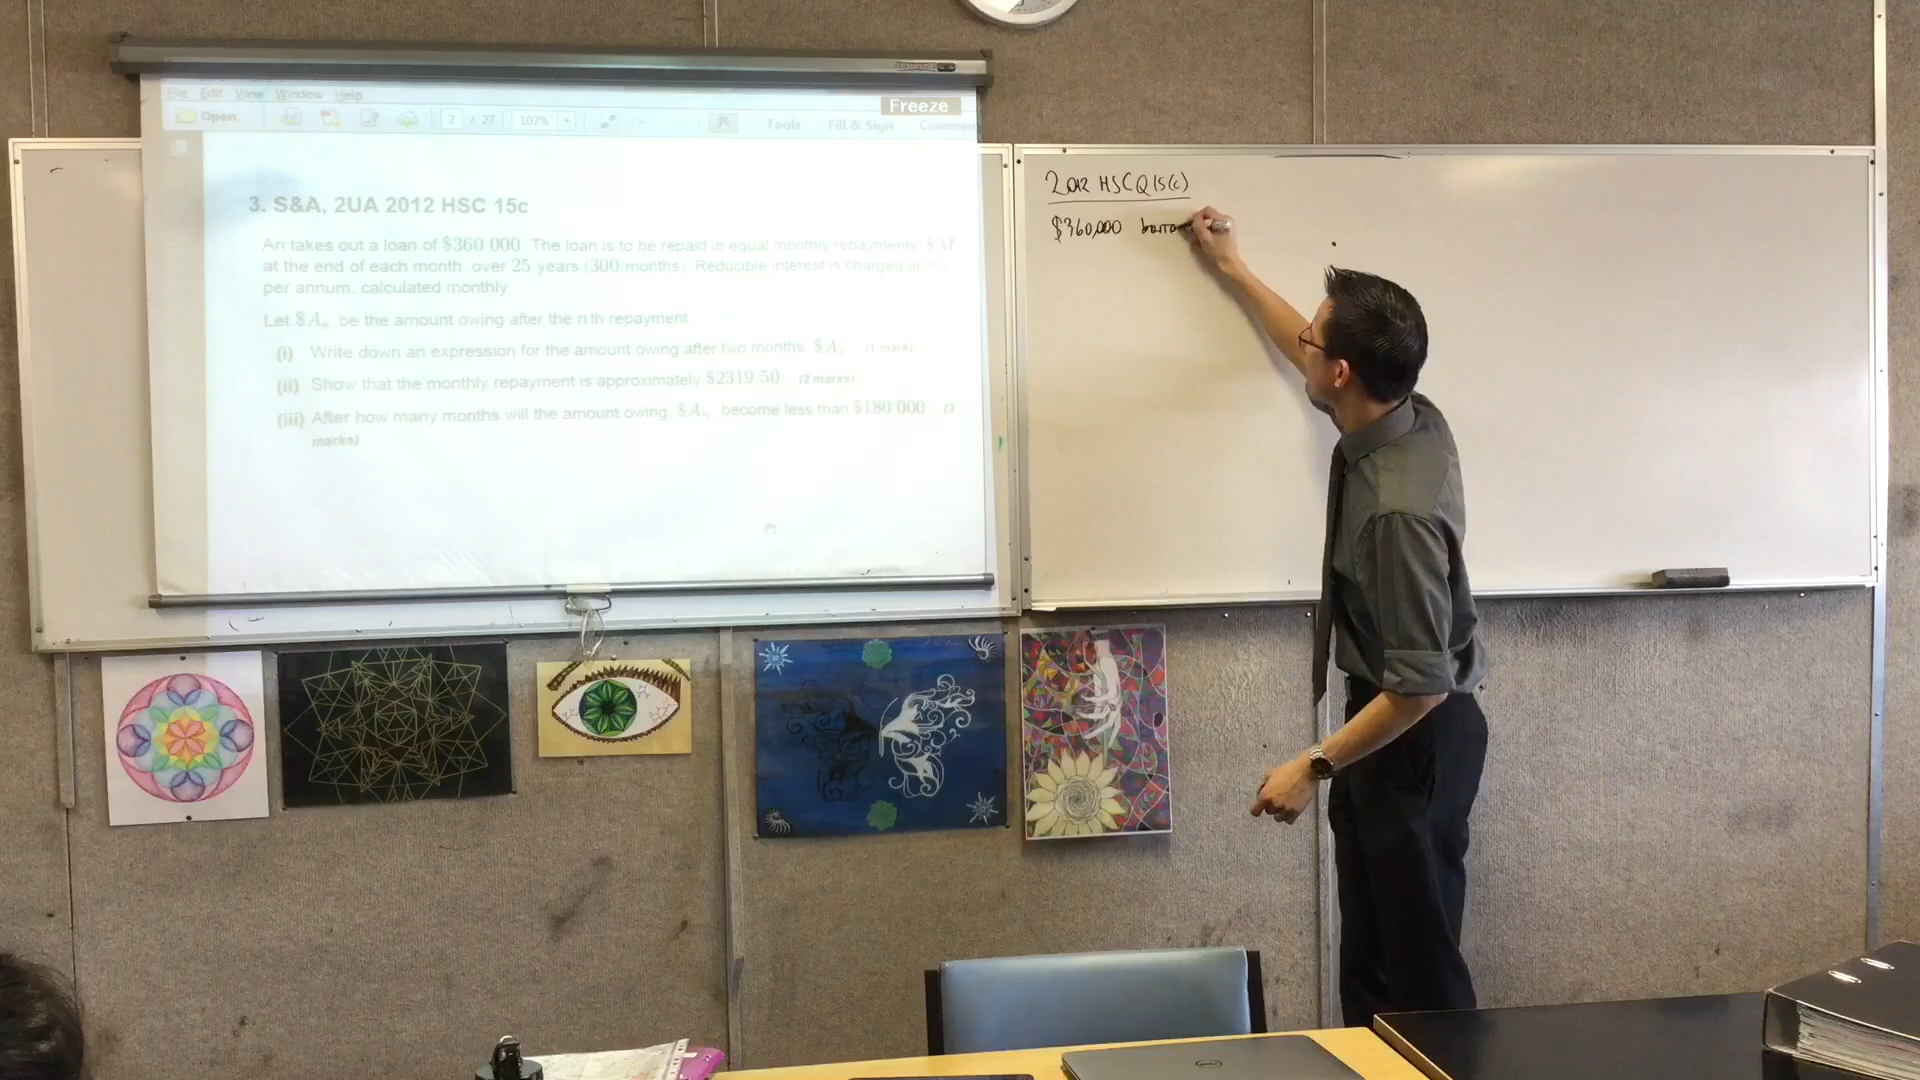 File Edit View Window Help
Freeze
Open 2 / 27 107% Tools Fill & Sign Commen
3. S&A, 2UA 2012 HSC 15c
Ari takes out a loan of $360 000. The loan is to be repaid in equal monthly repayments, $M
at the end of each month, over 25 years (300 months). Reducible interest is charged at 6%
per annum, calculated monthly.
Let $Aₙ be the amount owing after the nth repayment
(i) Write down an expression for the amount owing after two months, $A₂ (1 mark)
(ii) Show that the monthly repayment is approximately $2319.50 (2 marks)
(iii) After how many months will the amount owing, $Aₙ, become less than $180 000 (3
marks)
2012 HSC Q15(c)
$360,000 borro